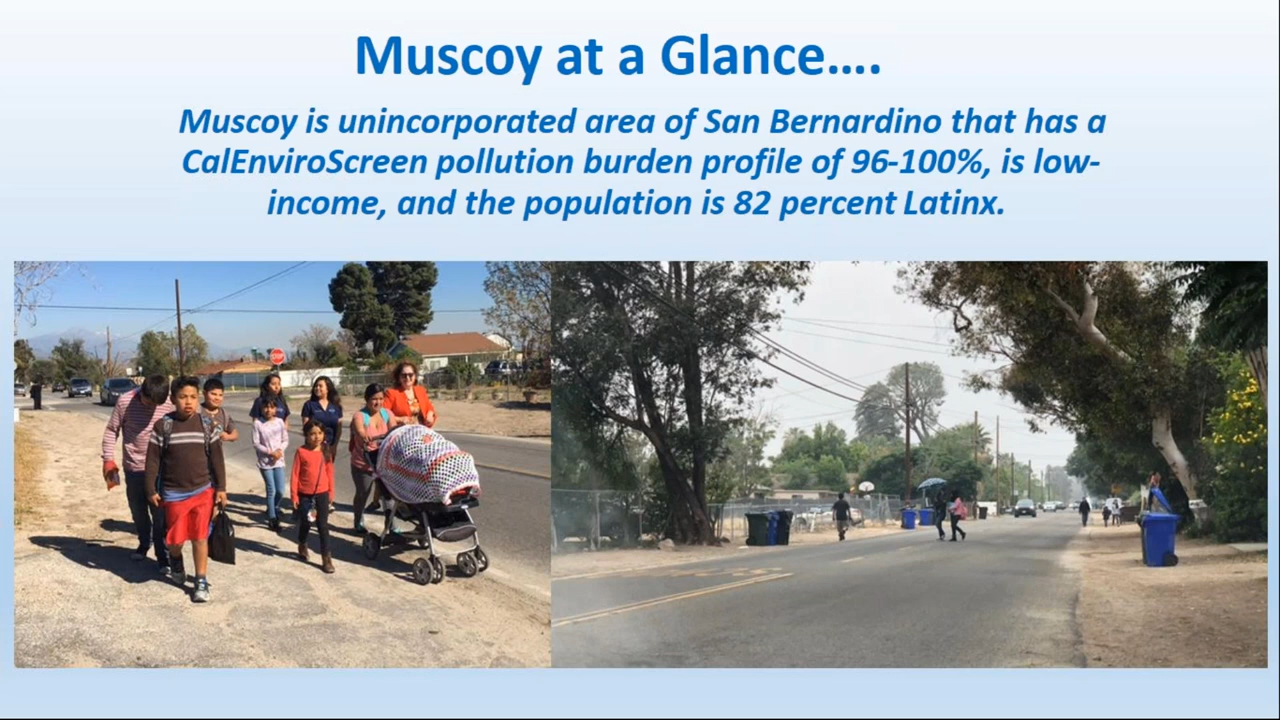 Muscoy at a Glance....
Muscoy is unincorporated area of San Bernardino that has a
CalEnviroScreen pollution burden profile of 96-100%, is low-
income, and the population is 82 percent Latinx.
STOP